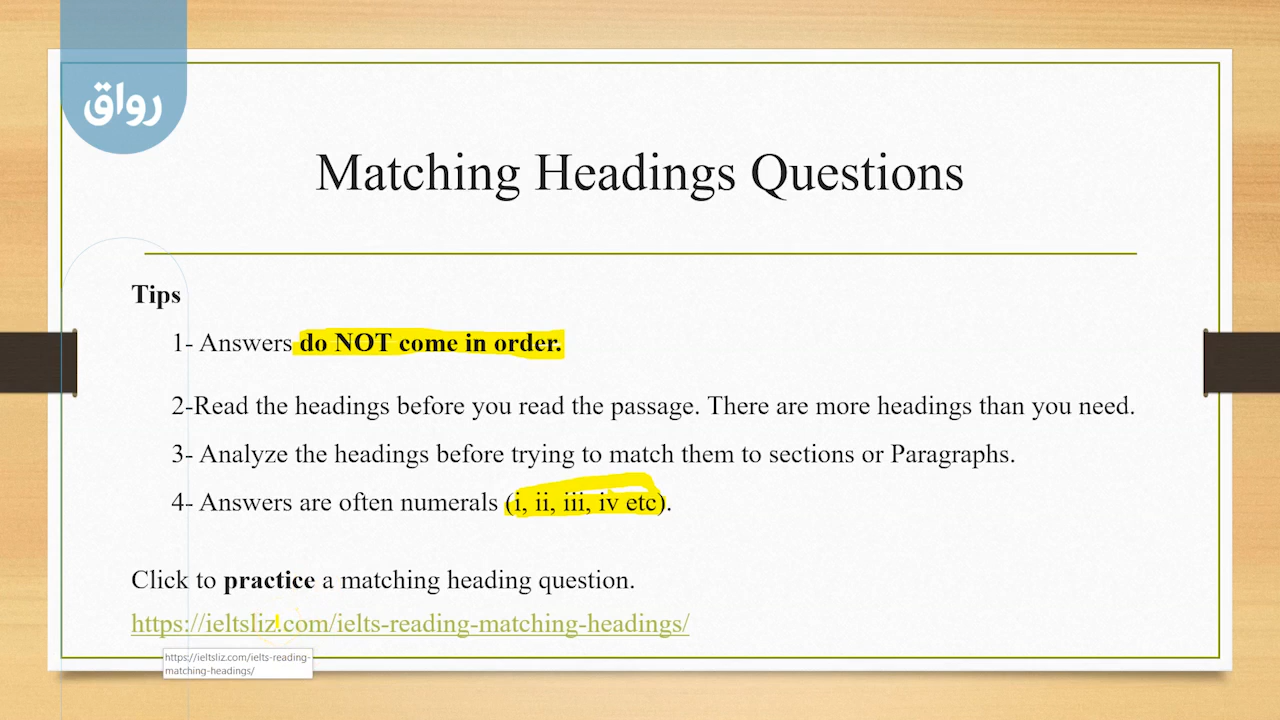 رواق
Matching Headings Questions
Tips
1- Answers do NOT come in order.
2-Read the headings before you read the passage. There are more headings than you need.
3- Analyze the headings before trying to match them to sections or Paragraphs.
4- Answers are often numerals (i, ii, iii, iv etc).
Click to practice a matching heading question.
https://ieltsliz.com/ielts-reading-matching-headings/
https://ieltsliz.com/ielts-reading-
matching-headings/